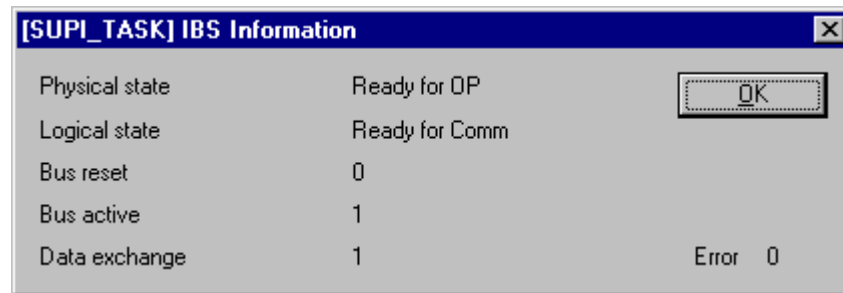 [SUPI_TASK] IBS Information
Physical state Ready for OP OK
Logical state Ready for Comm
Bus reset 0
Bus active 1
Data exchange 1 Error 0